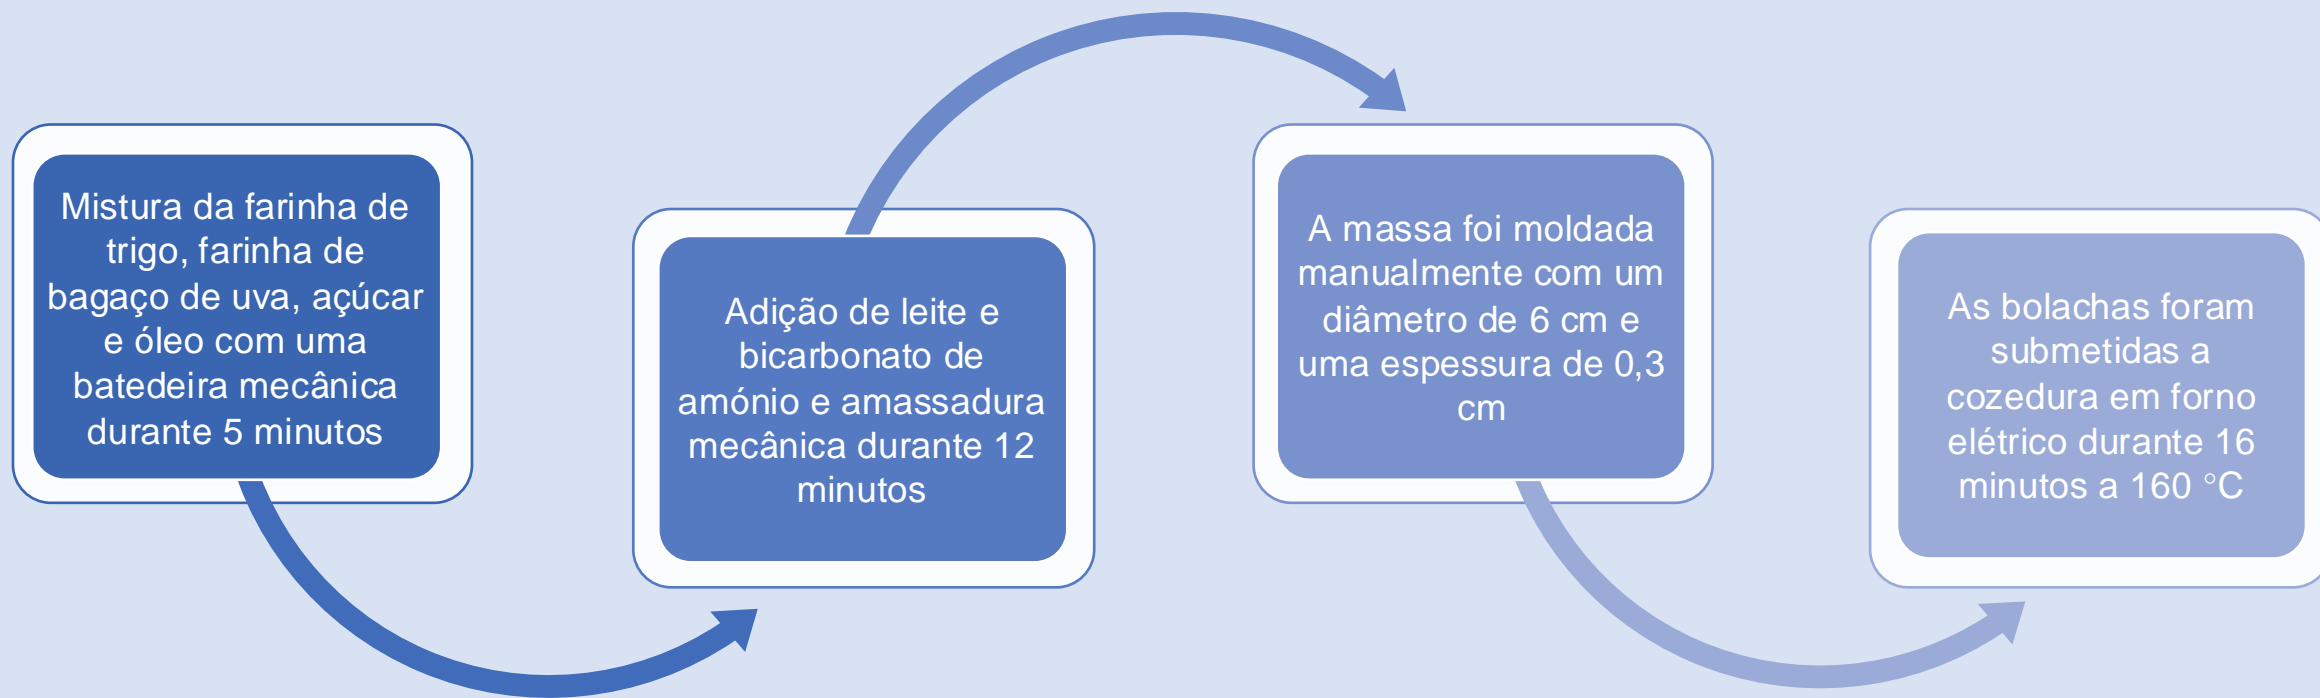 Mistura da farinha de
trigo, farinha de
bagaço de uva, açúcar
e óleo com uma
batedeira mecânica
durante 5 minutos
Adição de leite e
bicarbonato de
amónio e amassadura
mecânica durante 12
minutos
A massa foi moldada
manualmente com um
diâmetro de 6 cm e
uma espessura de 0,3
cm
As bolachas foram
submetidas a
cozedura em forno
elétrico durante 16
minutos a 160 °C